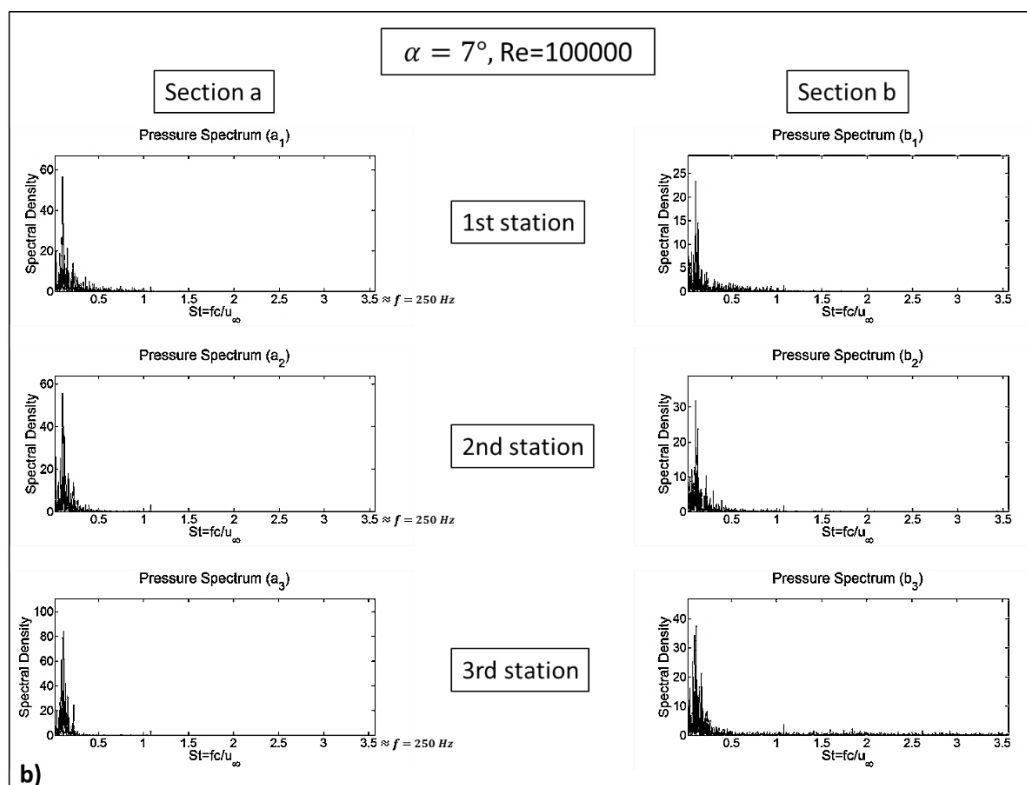 α = 7°, Re=100000
Section a
Section b
Pressure Spectrum (a₁)
Spectral Density
60
40
20
0
0.5
1
1.5
2
2.5
3
3.5
≈ f = 250 Hz
St=fc/u∞
1st station
Pressure Spectrum (b₁)
Spectral Density
25
20
15
10
5
0
0.5
1
1.5
2
2.5
3
3.5
St=fc/u∞
Pressure Spectrum (a₂)
Spectral Density
60
40
20
0
0.5
1
1.5
2
2.5
3
3.5
≈ f = 250 Hz
St=fc/u∞
2nd station
Pressure Spectrum (b₂)
Spectral Density
30
20
10
0
0.5
1
1.5
2
2.5
3
3.5
St=fc/u∞
Pressure Spectrum (a₃)
Spectral Density
100
80
60
40
20
0
0.5
1
1.5
2
2.5
3
3.5
≈ f = 250 Hz
St=fc/u∞
3rd station
Pressure Spectrum (b₃)
Spectral Density
40
30
20
10
0
0.5
1
1.5
2
2.5
3
3.5
St=fc/u∞
b)